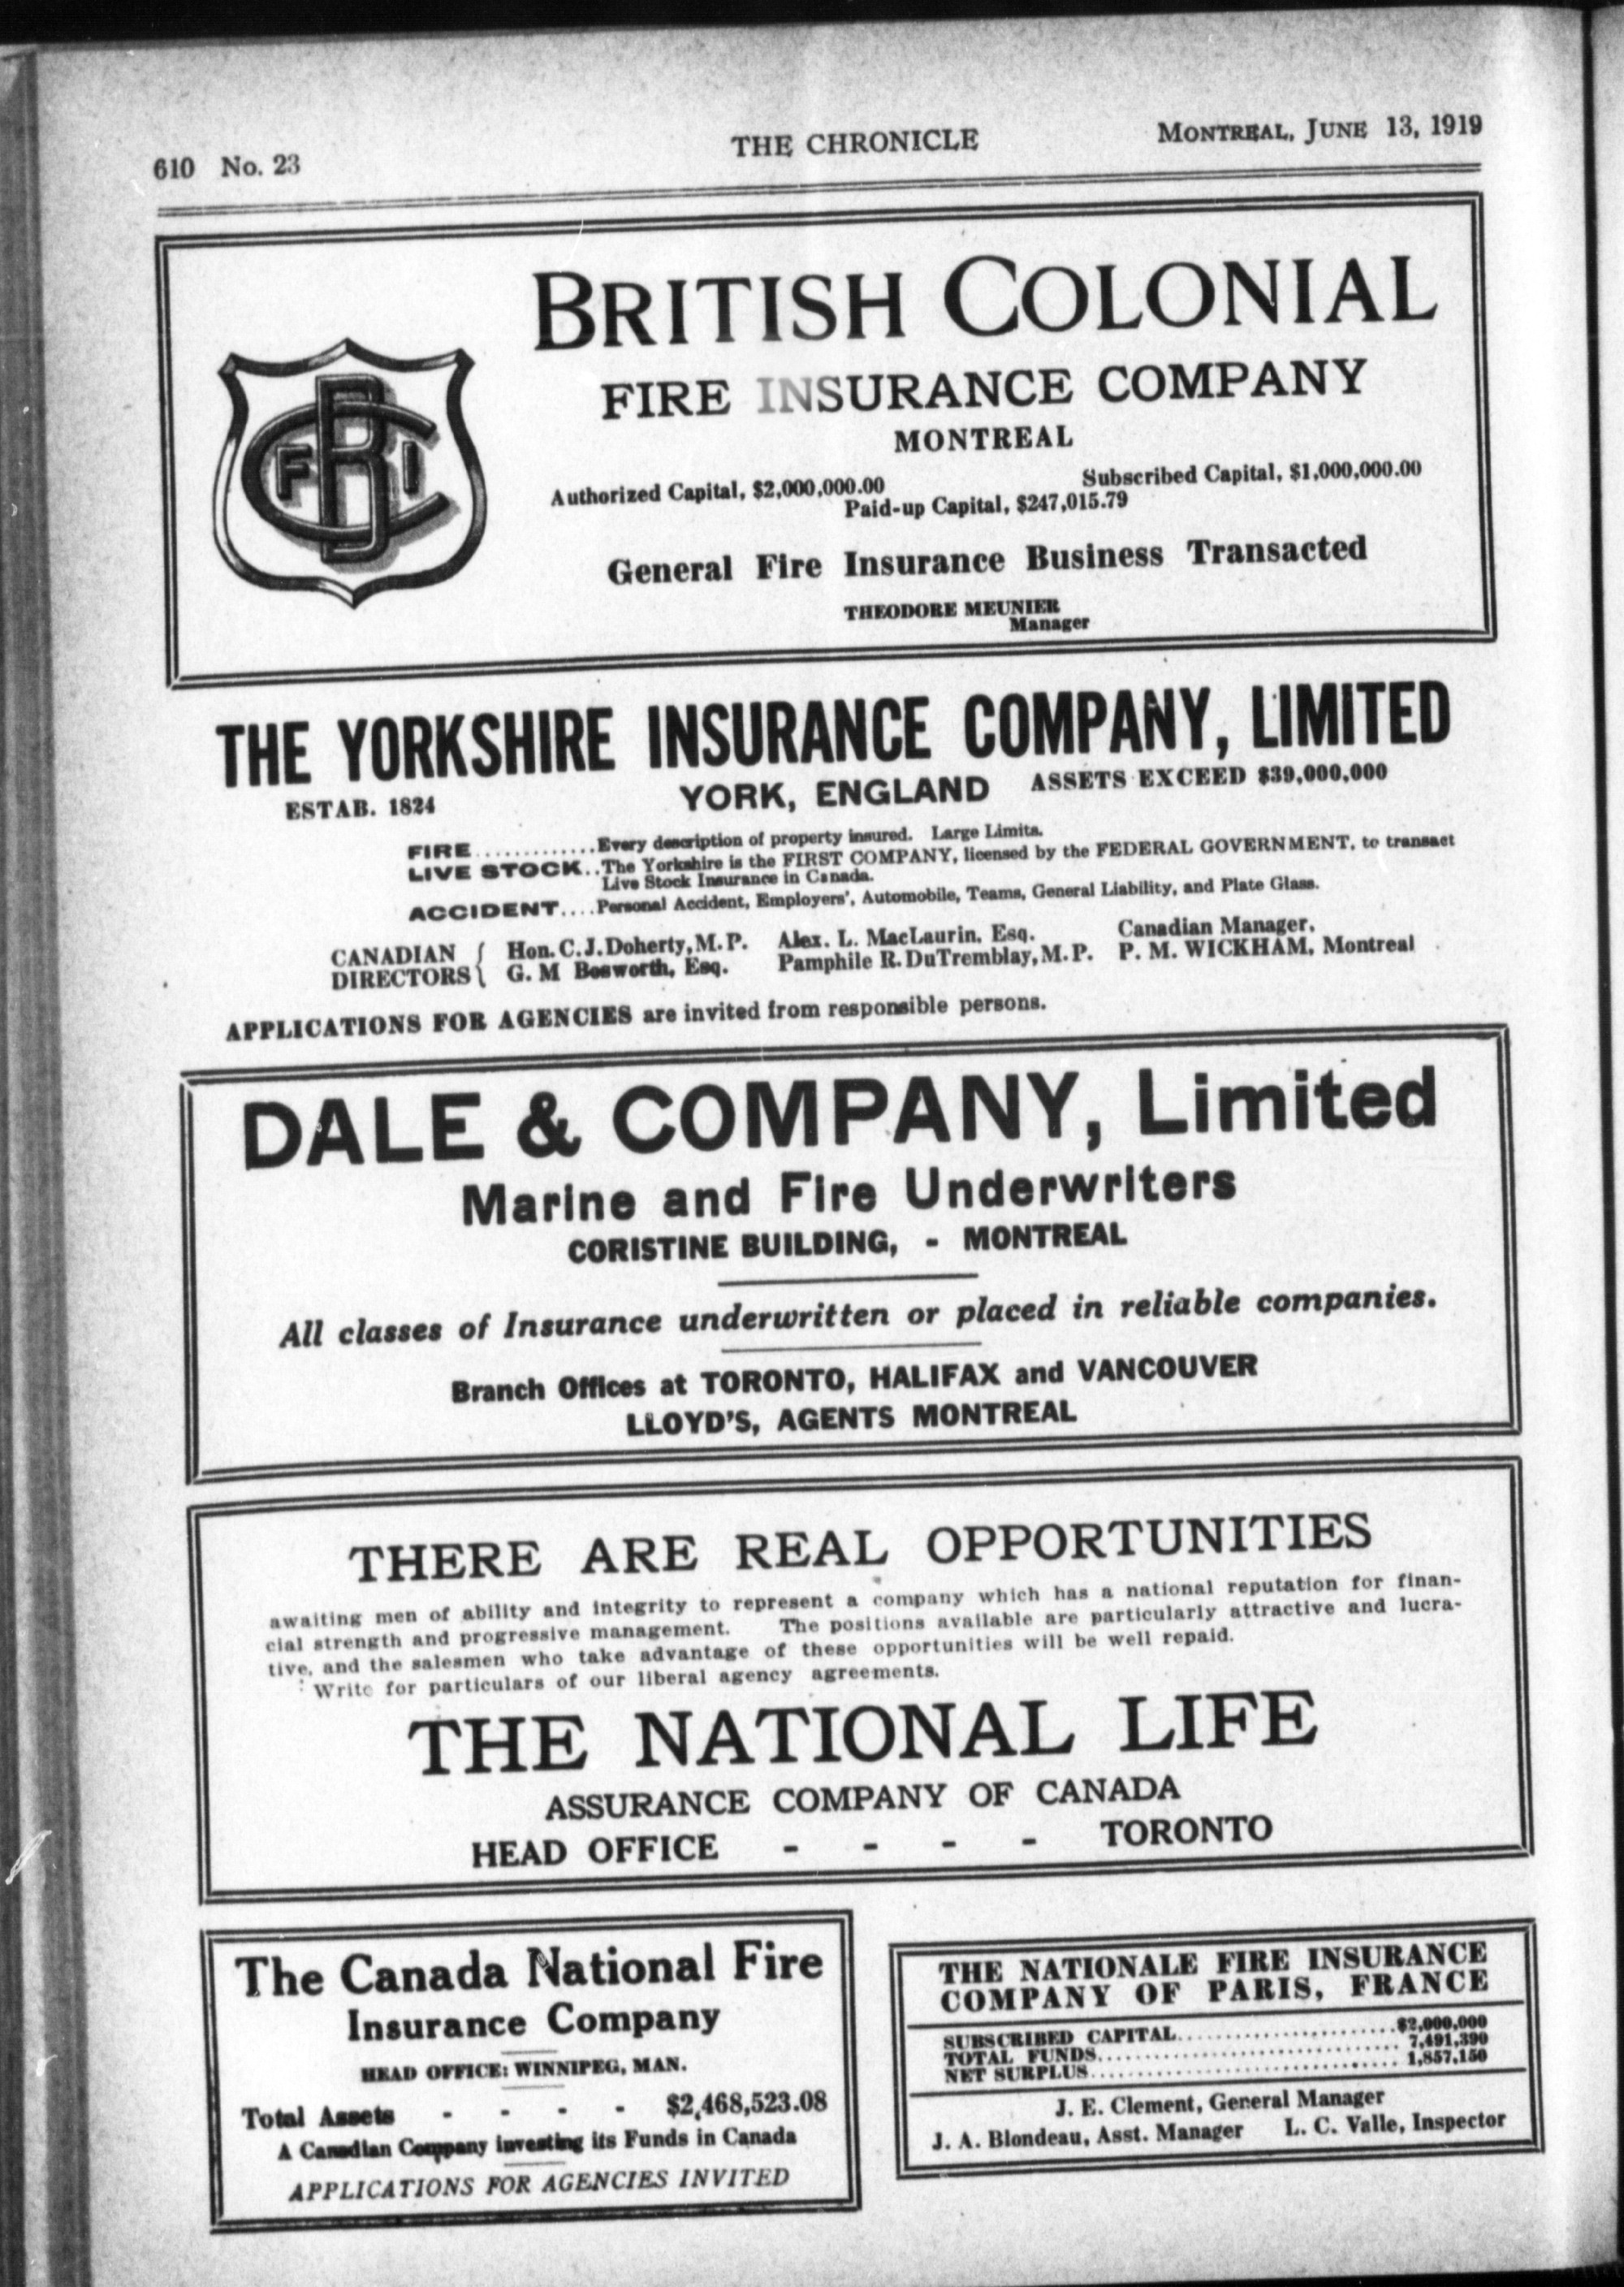 610 No. 23
THE CHRONICLE
MONTREAL, JUNE 13, 1919
BRITISH COLONIAL
FIRE INSURANCE COMPANY
MONTREAL
Authorized Capital, $2,000,000.00
Subscribed Capital, $1,000,000.00
Paid-up Capital, $247,015.79
General Fire Insurance Business Transacted
THEODORE MEUNIER
Manager
B C F I
THE YORKSHIRE INSURANCE COMPANY, LIMITED
ESTAB. 1824
YORK, ENGLAND
ASSETS EXCEED $39,000,000
FIRE.............Every description of property insured. Large Limits.
LIVE STOCK..The Yorkshire is the FIRST COMPANY, licensed by the FEDERAL GOVERNMENT, to transact
Live Stock Insurance in Canada.
ACCIDENT....Personal Accident, Employers', Automobile, Teams, General Liability, and Plate Glass.
CANADIAN { Hon. C. J. Doherty, M. P. Alex. L. MacLaurin, Esq. Canadian Manager,
DIRECTORS { G. M Bosworth, Esq. Pamphile R. DuTremblay, M. P. P. M. WICKHAM, Montreal
APPLICATIONS FOR AGENCIES are invited from responsible persons.
DALE & COMPANY, Limited
Marine and Fire Underwriters
CORISTINE BUILDING, - MONTREAL
All classes of Insurance underwritten or placed in reliable companies.
Branch Offices at TORONTO, HALIFAX and VANCOUVER
LLOYD'S, AGENTS MONTREAL
THERE ARE REAL OPPORTUNITIES
awaiting men of ability and integrity to represent a company which has a national reputation for finan-
cial strength and progressive management. The positions available are particularly attractive and lucra-
tive, and the salesmen who take advantage of these opportunities will be well repaid.
Write for particulars of our liberal agency agreements.
THE NATIONAL LIFE
ASSURANCE COMPANY OF CANADA
HEAD OFFICE - - - - TORONTO
The Canada National Fire
Insurance Company
HEAD OFFICE: WINNIPEG, MAN.
Total Assets - - - - $2,468,523.08
A Canadian Company investing its Funds in Canada
APPLICATIONS FOR AGENCIES INVITED
THE NATIONALE FIRE INSURANCE
COMPANY OF PARIS, FRANCE
SUBSCRIBED CAPITAL..........................$2,000,000
TOTAL FUNDS................................. 7,491,390
NET SURPLUS................................. 1,857,150
J. E. Clement, General Manager
J. A. Blondeau, Asst. Manager L. C. Valle, Inspector